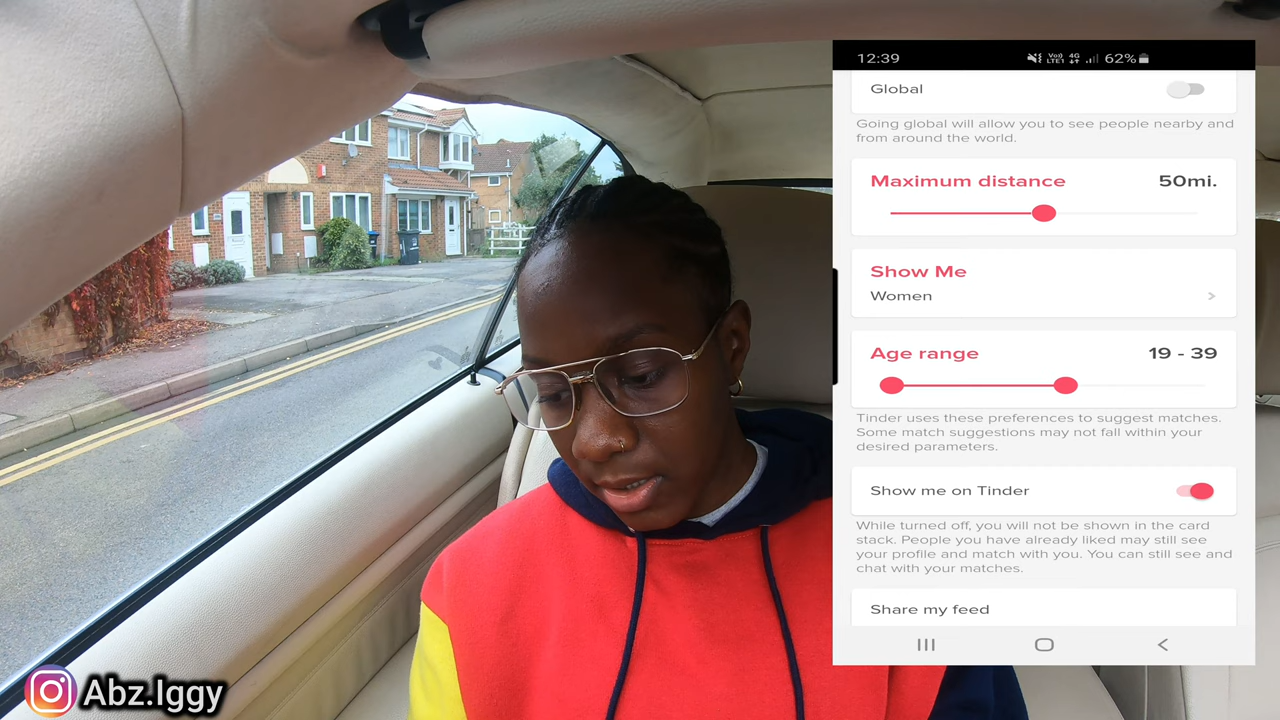 12:39
Vo)) LTE1 4G 62%
Global
Going global will allow you to see people nearby and
from around the world.
Maximum distance 50mi.
Show Me
Women
Age range 19 - 39
Tinder uses these preferences to suggest matches.
Some match suggestions may not fall within your
desired parameters.
Show me on Tinder
While turned off, you will not be shown in the card
stack. People you have already liked may still see
your profile and match with you. You can still see and
chat with your matches.
Share my feed
Abz.Iggy